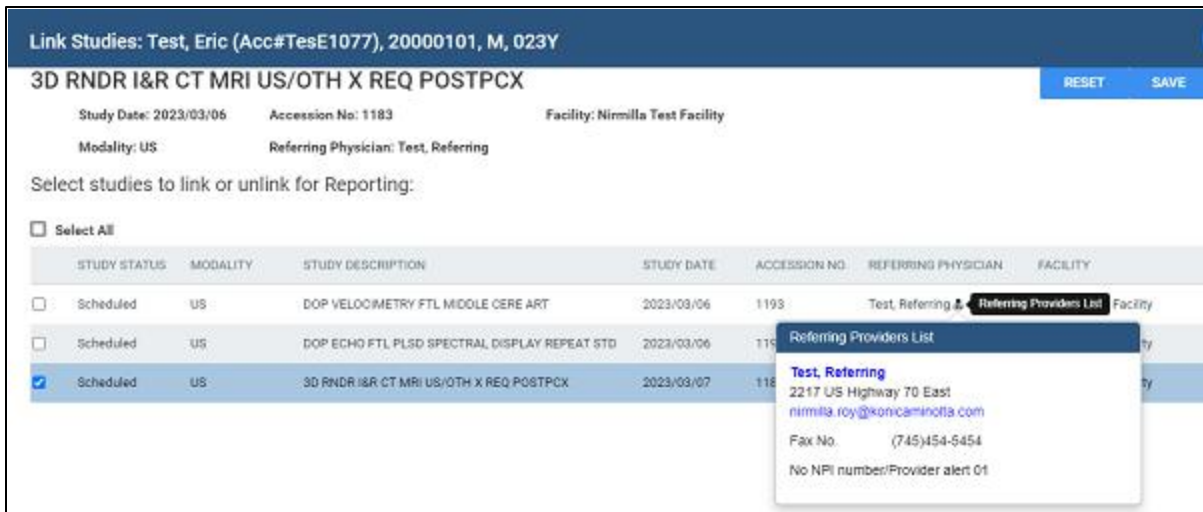 Link Studies: Test, Eric (Acc#TesE1077), 20000101, M, 023Y
3D RNDR I&R CT MRI US/OTH X REQ POSTPCX
RESET SAVE
Study Date: 2023/03/06 Accession No: 1183 Facility: Nirmilla Test Facility
Modality: US Referring Physician: Test, Referring
Select studies to link or unlink for Reporting:
Select All
STUDY STATUS MODALITY STUDY DESCRIPTION STUDY DATE ACCESSION NO. REFERRING PHYSICIAN FACILITY
Scheduled US DOP VELOCIMETRY FTL MIDDLE CERE ART 2023/03/06 1193 Test, Referring Referring Providers List Facility
Scheduled US DOP ECHO FTL PLSD SPECTRAL DISPLAY REPEAT STD 2023/03/06 119 ty
Scheduled US 3D RNDR I&R CT MRI US/OTH X REQ POSTPCX 2023/03/07 118 ty
Referring Providers List
Test, Referring
2217 US Highway 70 East
nirmilla.roy@konicaminolta.com
Fax No. (745)454-5454
No NPI number/Provider alert 01